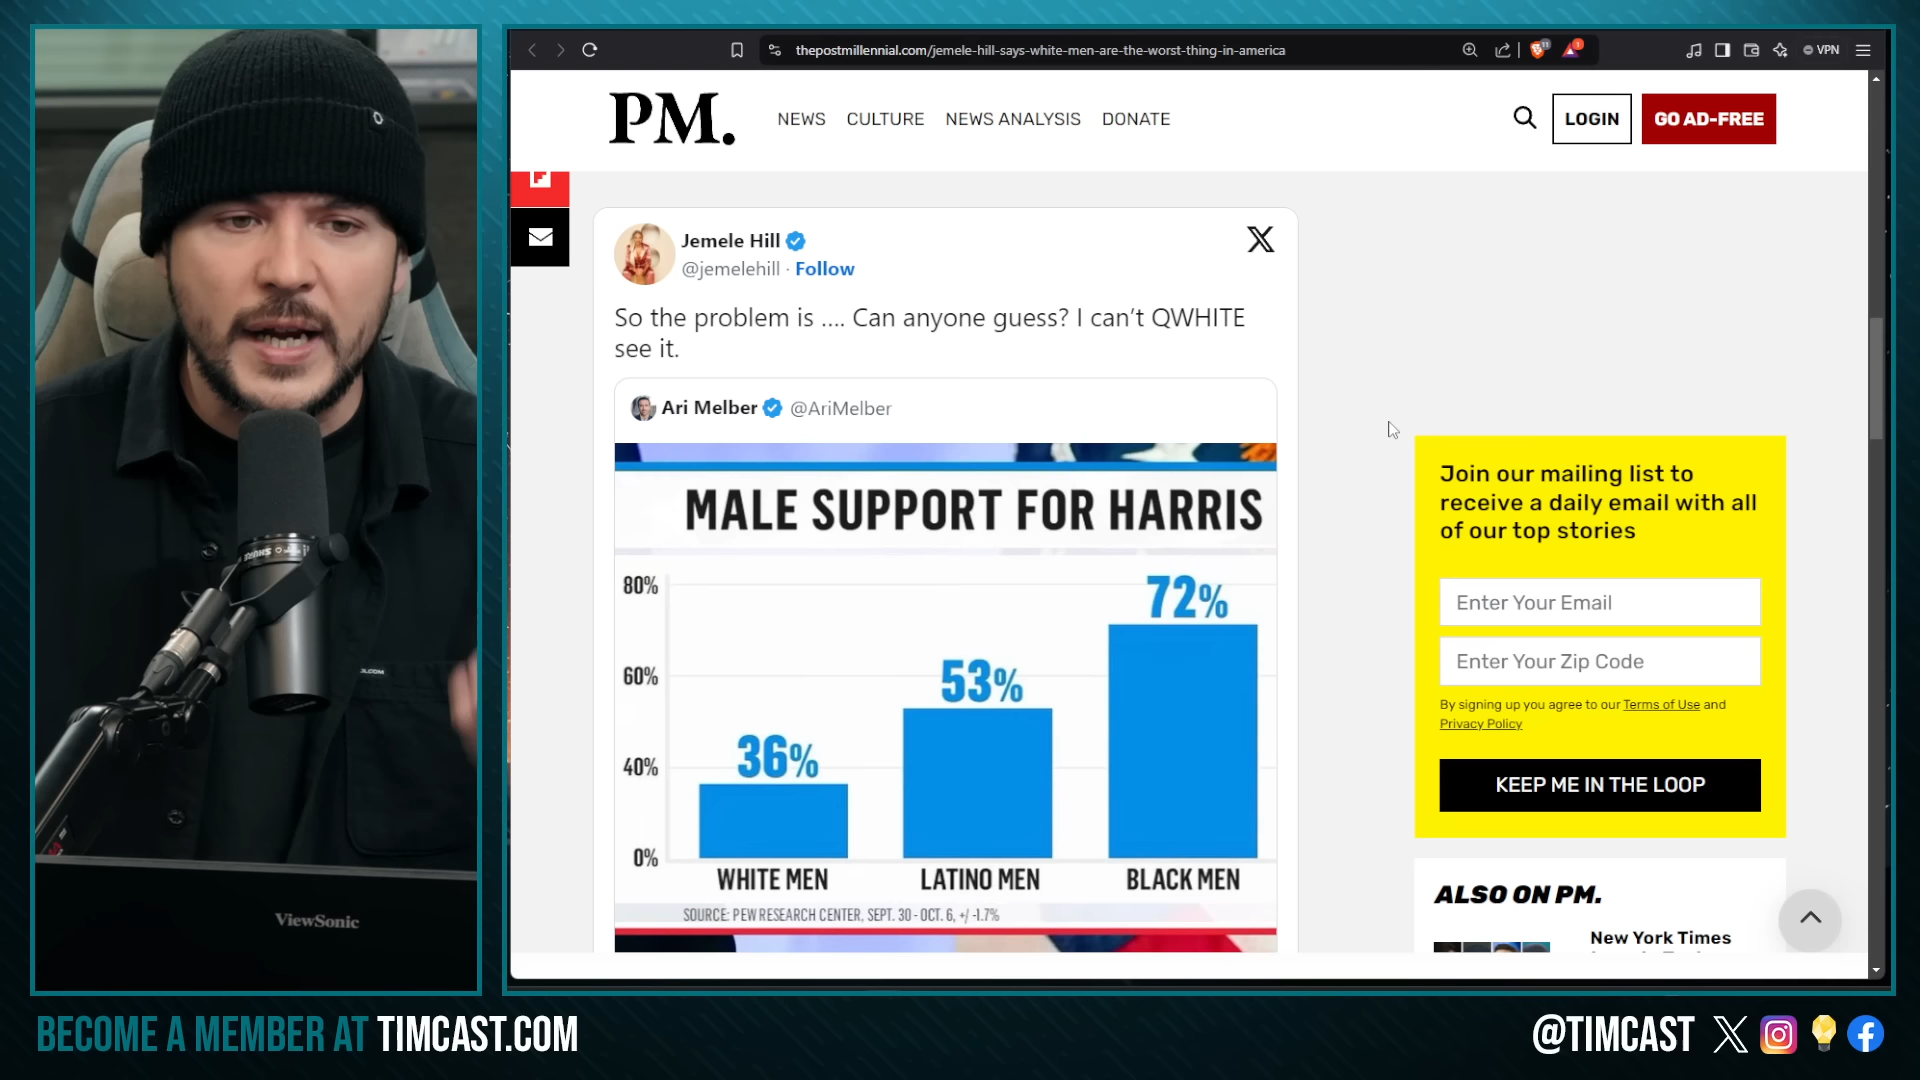 thepostmillennial.com/jemele-hill-says-white-men-are-the-worst-thing-in-america
VPN
PM.
NEWS CULTURE NEWS ANALYSIS DONATE
LOGIN
GO AD-FREE
Jemele Hill
@jemelehill · Follow
So the problem is .... Can anyone guess? I can't QWHITE
see it.
Ari Melber @AriMelber
MALE SUPPORT FOR HARRIS
80%
60%
40%
0%
36%
53%
72%
WHITE MEN
LATINO MEN
BLACK MEN
SOURCE: PEW RESEARCH CENTER, SEPT. 30 - OCT. 6, +/ -1.7%
Join our mailing list to
receive a daily email with all
of our top stories
Enter Your Email
Enter Your Zip Code
By signing up you agree to our Terms of Use and
Privacy Policy
KEEP ME IN THE LOOP
ALSO ON PM.
New York Times
SHURE
ViewSonic
BECOME A MEMBER AT TIMCAST.COM
@TIMCAST